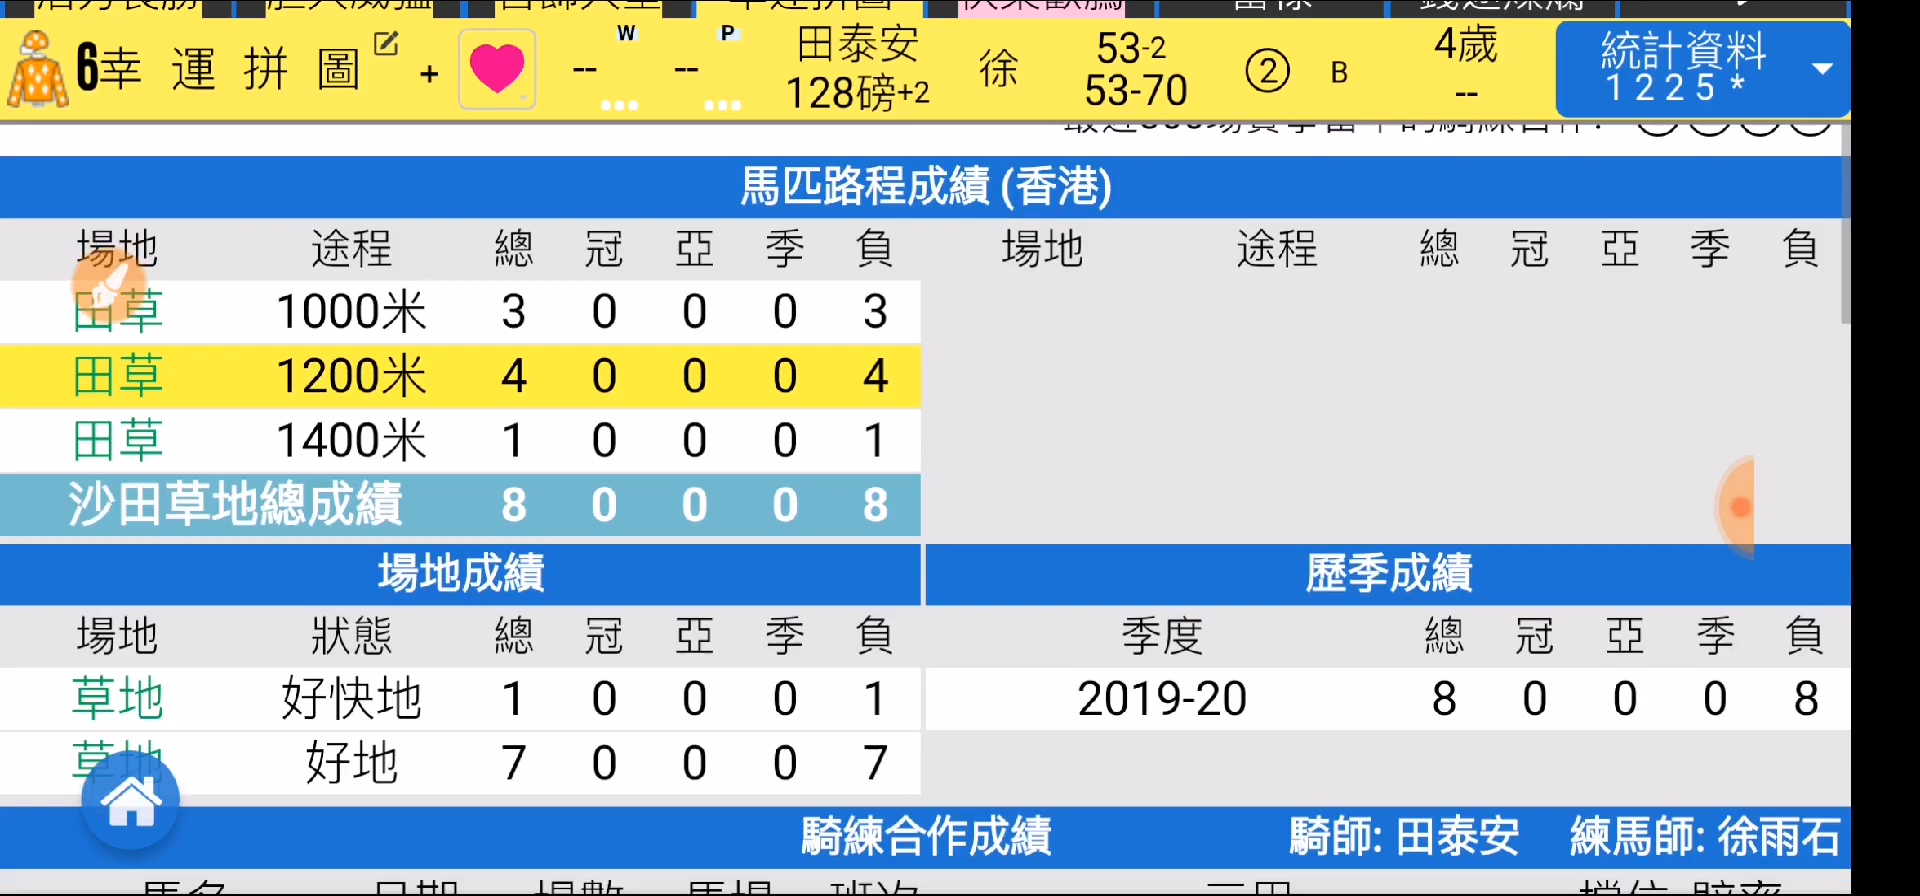 6幸運拼圖 + -- W -- P 田泰安 128磅+2 徐 53-2 53-70 ② B 4歲 -- 統計資料 1225*
馬匹路程成績 (香港)
場地 途程 總 冠 亞 季 負 場地 途程 總 冠 亞 季 負
田草 1000米 3 0 0 0 3
田草 1200米 4 0 0 0 4
田草 1400米 1 0 0 0 1
沙田草地總成績 8 0 0 0 8
場地成績 歷季成績
場地 狀態 總 冠 亞 季 負 季度 總 冠 亞 季 負
草地 好快地 1 0 0 0 1 2019-20 8 0 0 0 8
草地 好地 7 0 0 0 7
騎練合作成績 騎師: 田泰安 練馬師: 徐雨石